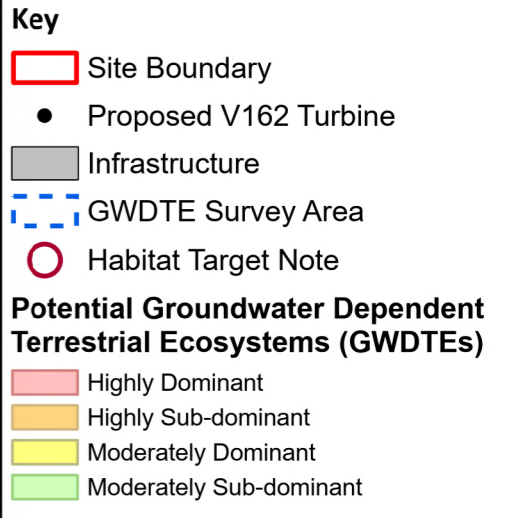 Key
Site Boundary
Proposed V162 Turbine
Infrastructure
GWDTE Survey Area
Habitat Target Note
Potential Groundwater Dependent
Terrestrial Ecosystems (GWDTEs)
Highly Dominant
Highly Sub-dominant
Moderately Dominant
Moderately Sub-dominant